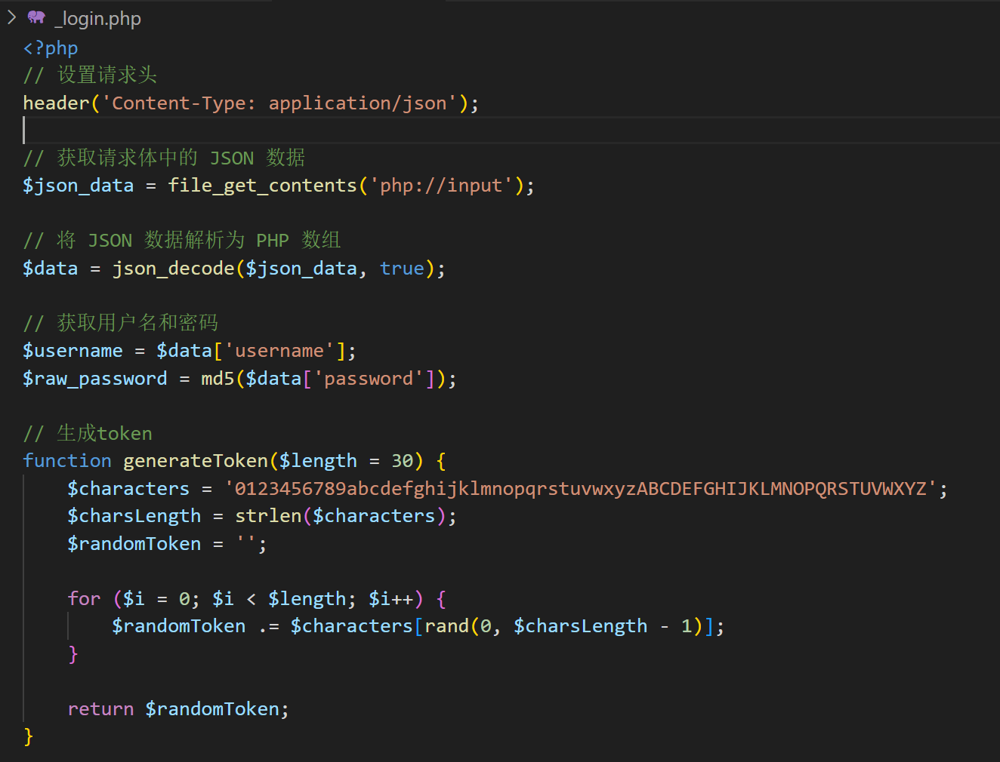 _login.php
<?php
// 设置请求头
header('Content-Type: application/json');
// 获取请求体中的 JSON 数据
$json_data = file_get_contents('php://input');
// 将 JSON 数据解析为 PHP 数组
$data = json_decode($json_data, true);
// 获取用户名和密码
$username = $data['username'];
$raw_password = md5($data['password']);
// 生成token
function generateToken($length = 30) {
    $characters = '0123456789abcdefghijklmnopqrstuvwxyzABCDEFGHIJKLMNOPQRSTUVWXYZ';
    $charsLength = strlen($characters);
    $randomToken = '';
    for ($i = 0; $i < $length; $i++) {
        $randomToken .= $characters[rand(0, $charsLength - 1)];
    }
    return $randomToken;
}